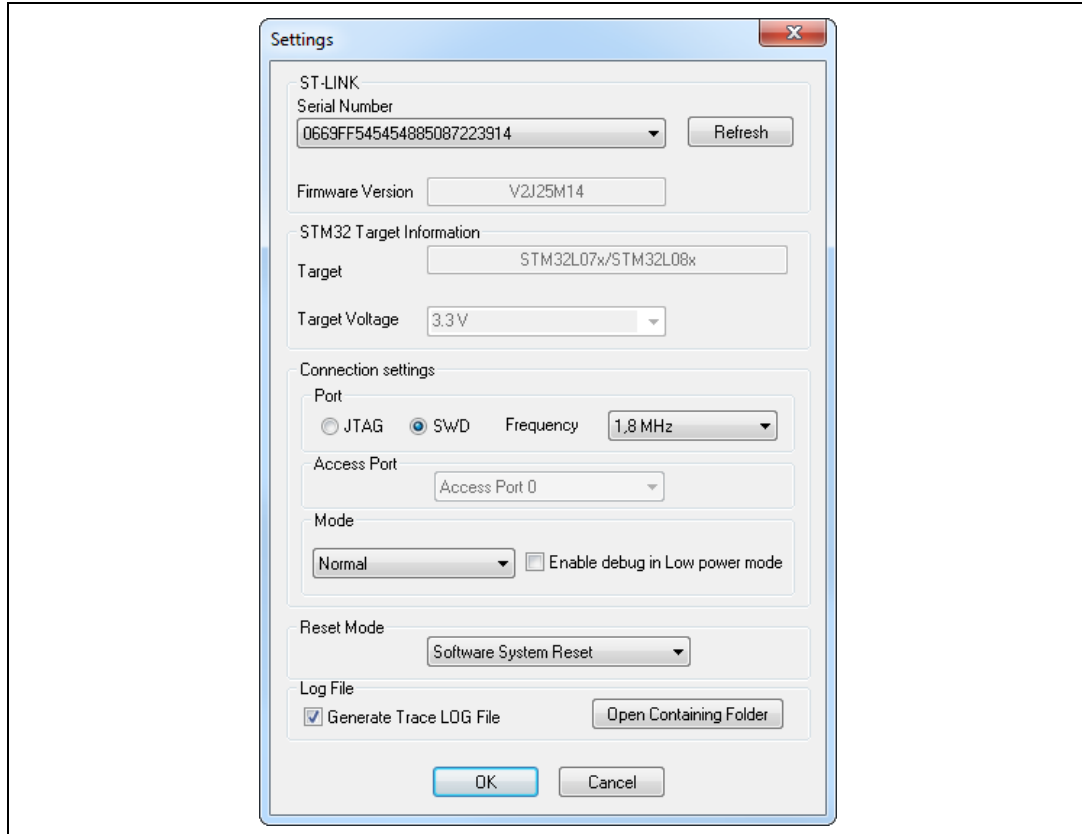 Settings
ST-LINK
Serial Number
0669FF545454885087223914
Refresh
Firmware Version V2J25M14
STM32 Target Information
Target STM32L07x/STM32L08x
Target Voltage 3.3 V
Connection settings
Port
JTAG SWD Frequency 1,8 MHz
Access Port
Access Port 0
Mode
Normal Enable debug in Low power mode
Reset Mode
Software System Reset
Log File
Generate Trace LOG File Open Containing Folder
OK Cancel